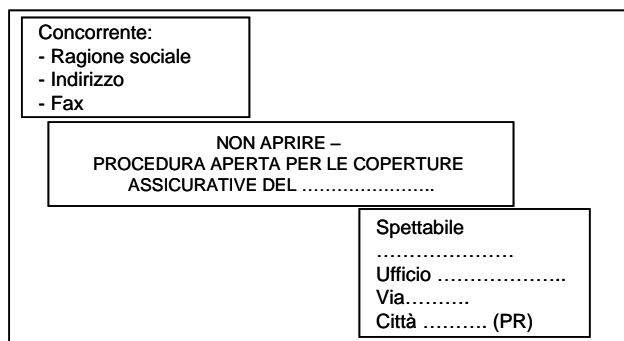 Concorrente:
- Ragione sociale
- Indirizzo
- Fax
NON APRIRE –
PROCEDURA APERTA PER LE COPERTURE
ASSICURATIVE DEL …………………..
Spettabile
…………………
Ufficio ………………..
Via……….
Città ………. (PR)